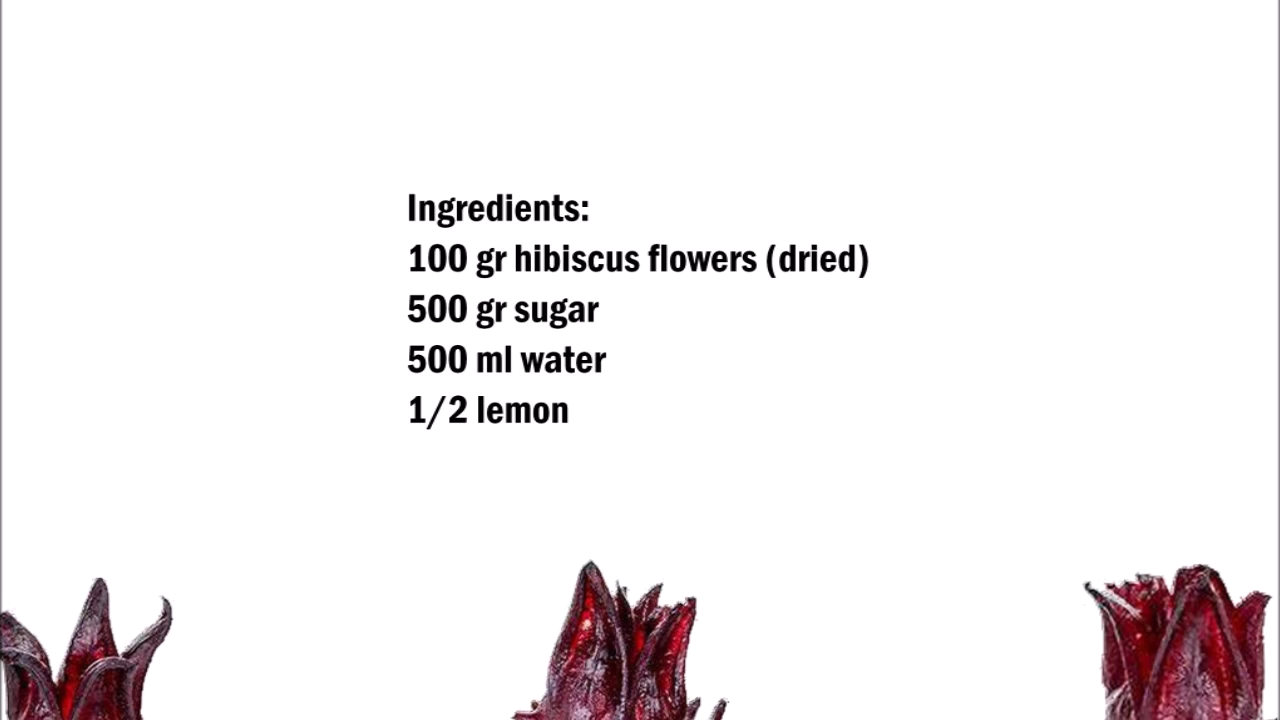 Ingredients:
100 gr hibiscus flowers (dried)
500 gr sugar
500 ml water
1/2 lemon